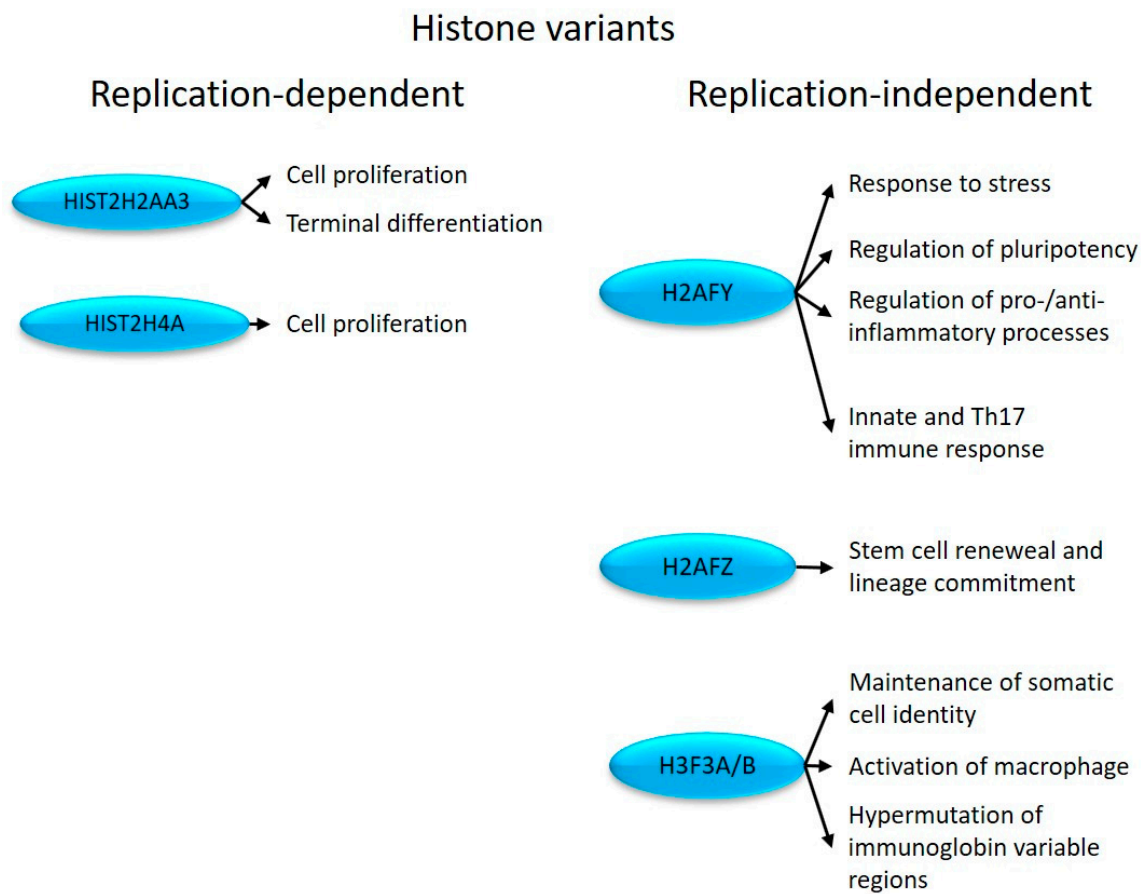 Histone variants
Replication-dependent
HIST2H2AA3
Cell proliferation
Terminal differentiation
HIST2H4A
Cell proliferation
Replication-independent
H2AFY
Response to stress
Regulation of pluripotency
Regulation of pro-/anti-
inflammatory processes
Innate and Th17
immune response
H2AFZ
Stem cell reneweal and
lineage commitment
H3F3A/B
Maintenance of somatic
cell identity
Activation of macrophage
Hypermutation of
immunoglobin variable
regions